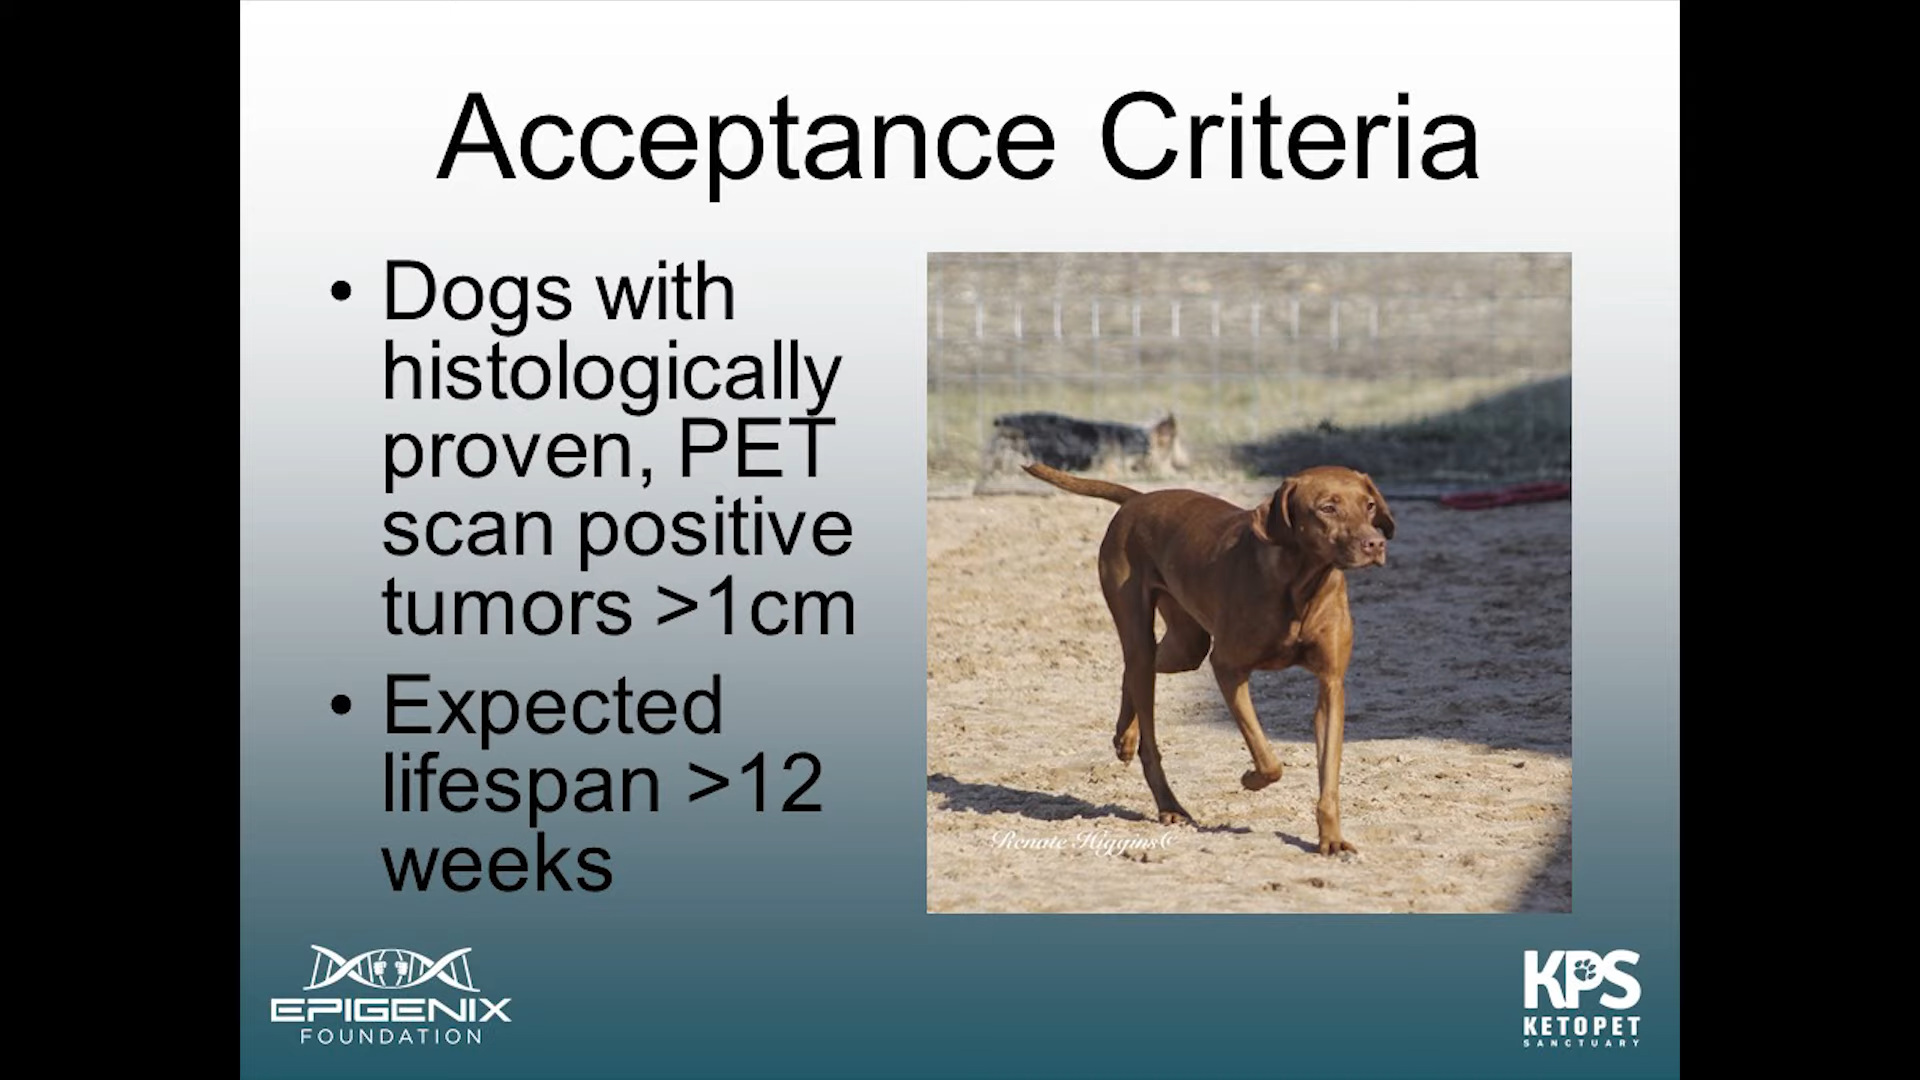 Acceptance Criteria
• Dogs with
histologically
proven, PET
scan positive
tumors >1cm
• Expected
lifespan >12
weeks
Renate Higgins©
EPIGENIX
FOUNDATION
KPS
KETOPET
SANCTUARY